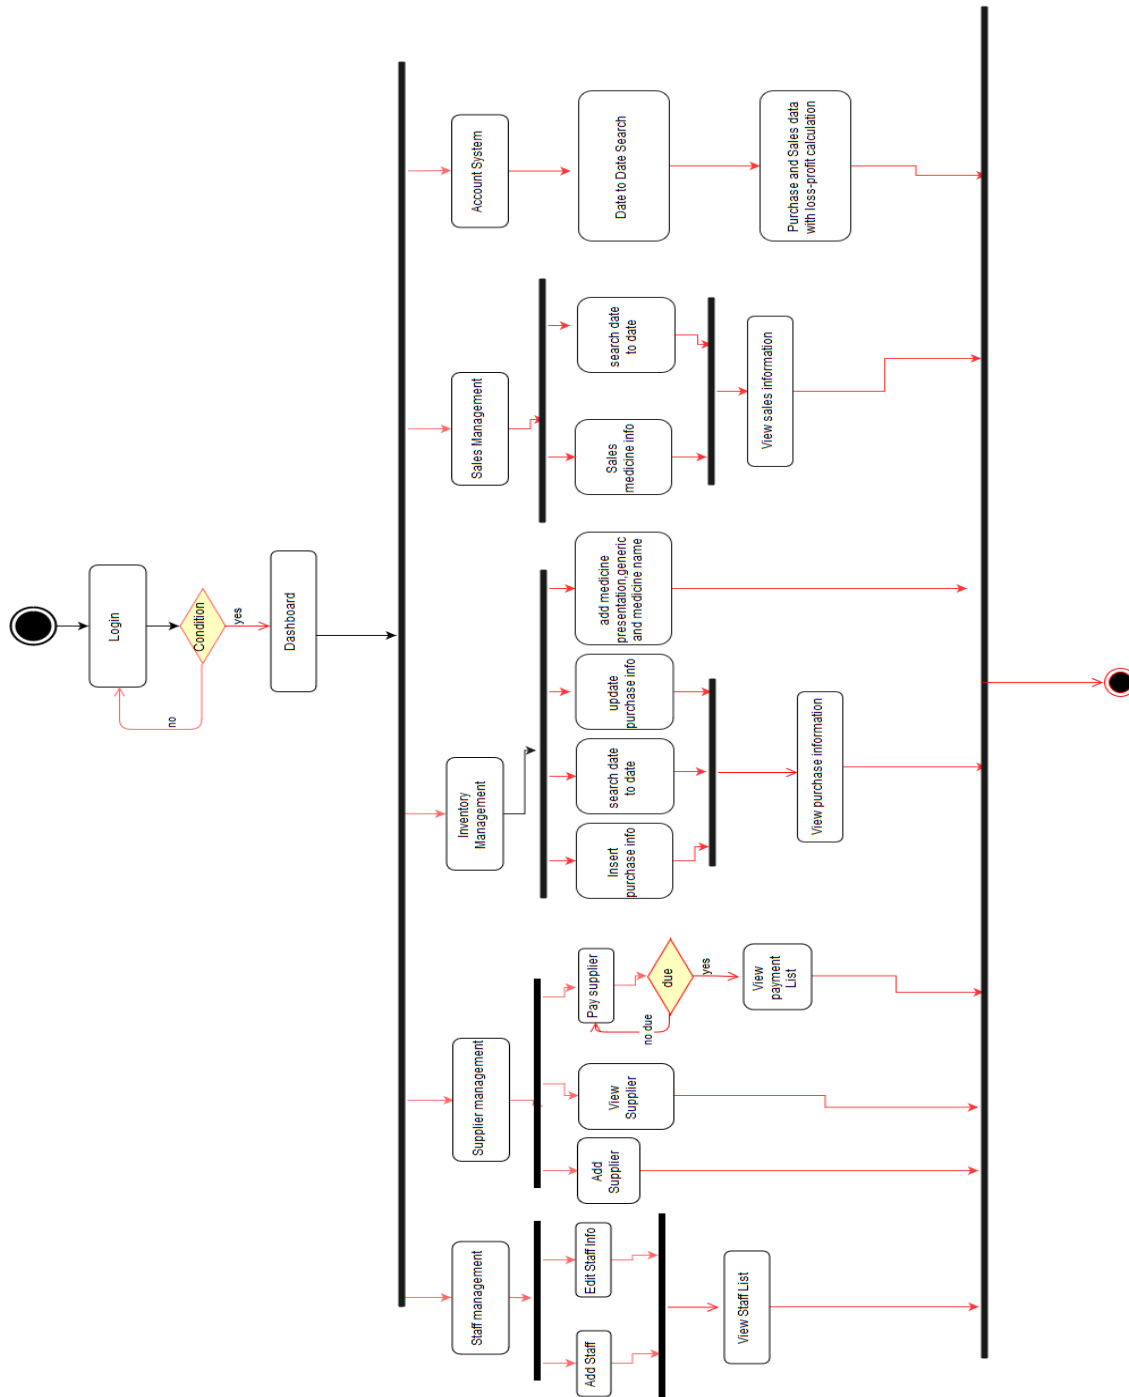 Login
Condition
no
yes
Dashboard
Staff management
Add Staff
Edit Staff Info
View Staff List
Supplier management
Add
Supplier
View
Supplier
Pay supplier
due
no due
yes
View
payment
List
Inventory
Management
Insert
purchase info
search date
to date
update
purchase info
add medicine
presentation,generic
and medicine name
View purchase information
Sales Management
Sales
medicine info
search date
to date
View sales information
Account System
Date to Date Search
Purchase and Sales data
with loss-profit calculation